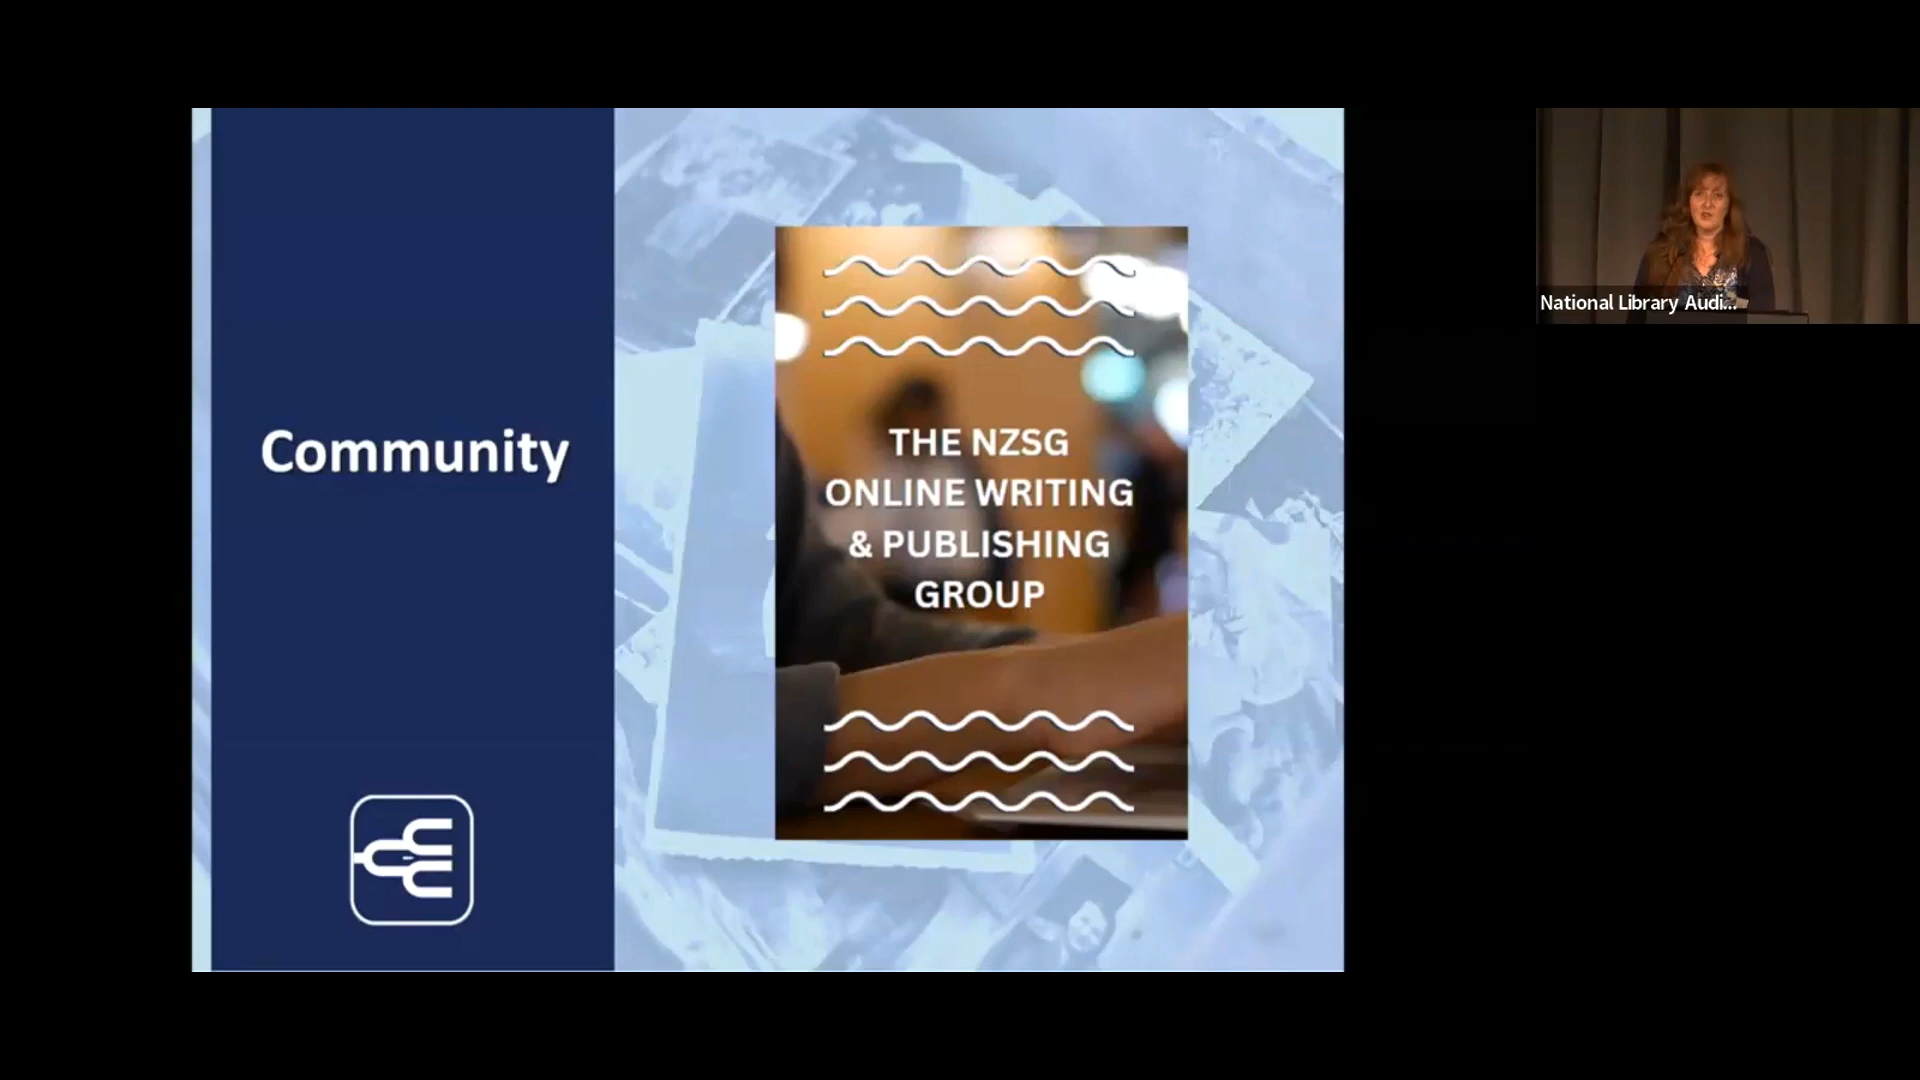 Community
THE NZSG
ONLINE WRITING
& PUBLISHING
GROUP
National Library Audi...